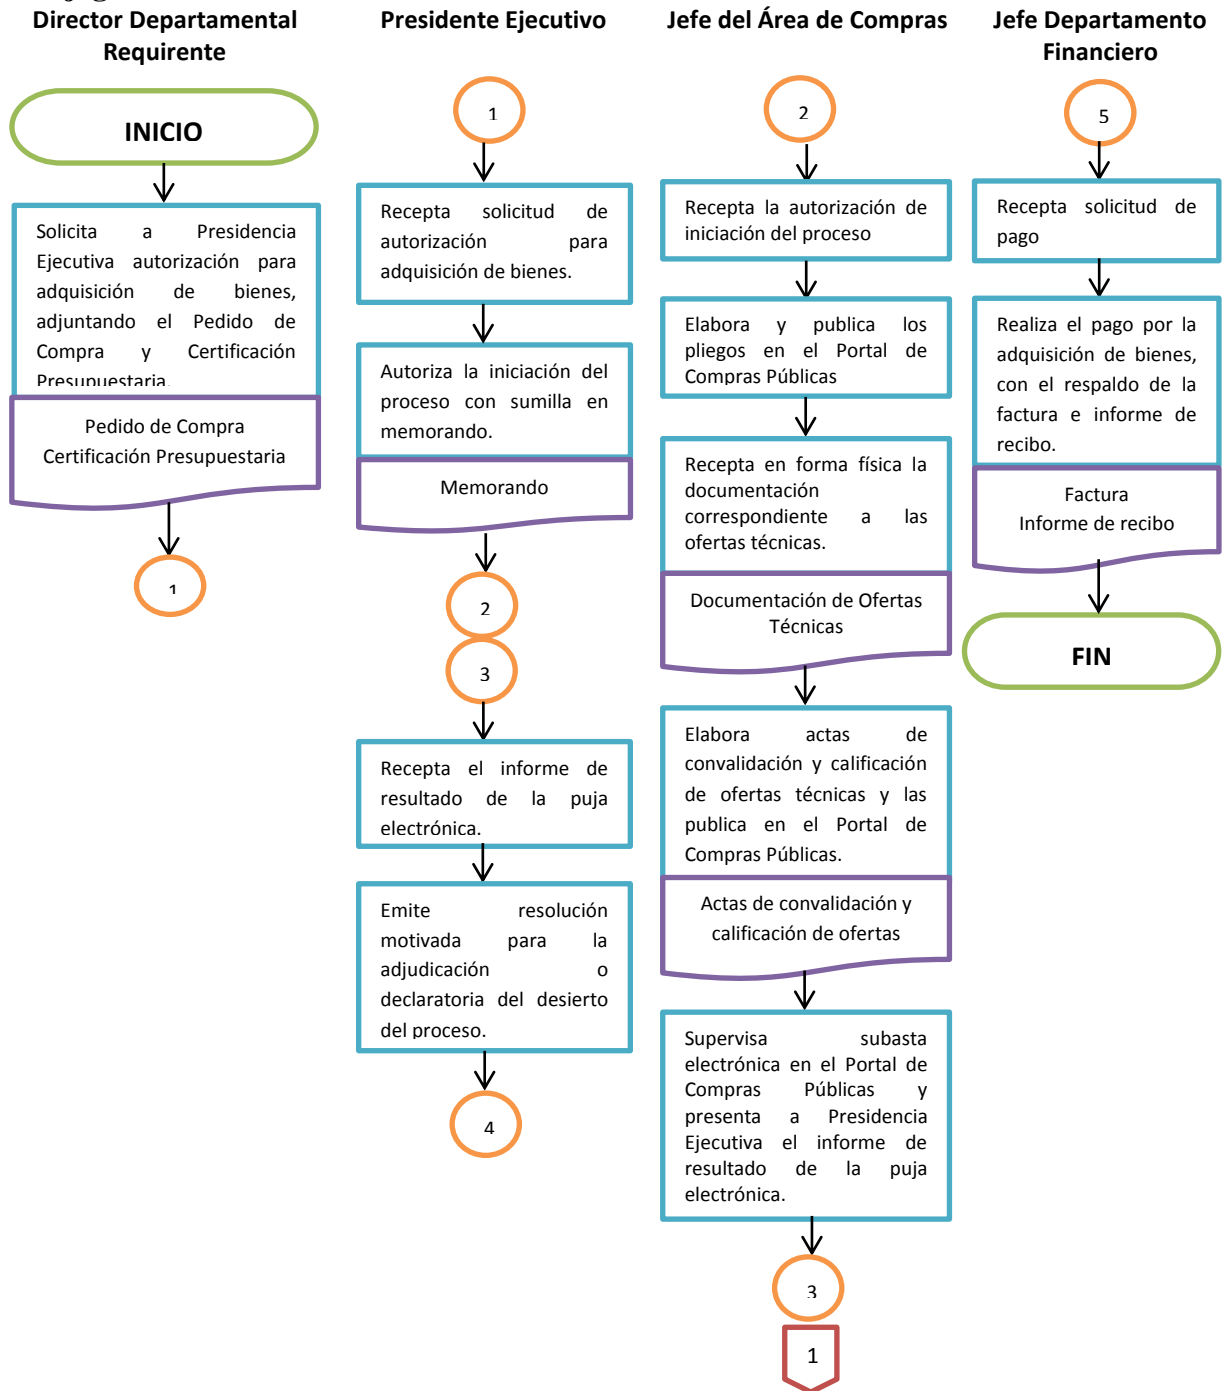 Director Departamental
Requirente
INICIO
Solicita a Presidencia
Ejecutiva autorización para
adquisición de bienes,
adjuntando el Pedido de
Compra y Certificación
Presupuestaria.
Pedido de Compra
Certificación Presupuestaria
1
Presidente Ejecutivo
1
Recepta solicitud de
autorización para
adquisición de bienes.
Autoriza la iniciación del
proceso con sumilla en
memorando.
Memorando
2
3
Recepta el informe de
resultado de la puja
electrónica.
Emite resolución
motivada para la
adjudicación o
declaratoria del desierto
del proceso.
4
Jefe del Área de Compras
2
Recepta la autorización de
iniciación del proceso
Elabora y publica los
pliegos en el Portal de
Compras Públicas
Recepta en forma física la
documentación
correspondiente a las
ofertas técnicas.
Documentación de Ofertas
Técnicas
Elabora actas de
convalidación y calificación
de ofertas técnicas y las
publica en el Portal de
Compras Públicas.
Actas de convalidación y
calificación de ofertas
Supervisa subasta
electrónica en el Portal de
Compras Públicas y
presenta a Presidencia
Ejecutiva el informe de
resultado de la puja
electrónica.
3
1
Jefe Departamento
Financiero
5
Recepta solicitud de
pago
Realiza el pago por la
adquisición de bienes,
con el respaldo de la
factura e informe de
recibo.
Factura
Informe de recibo
FIN